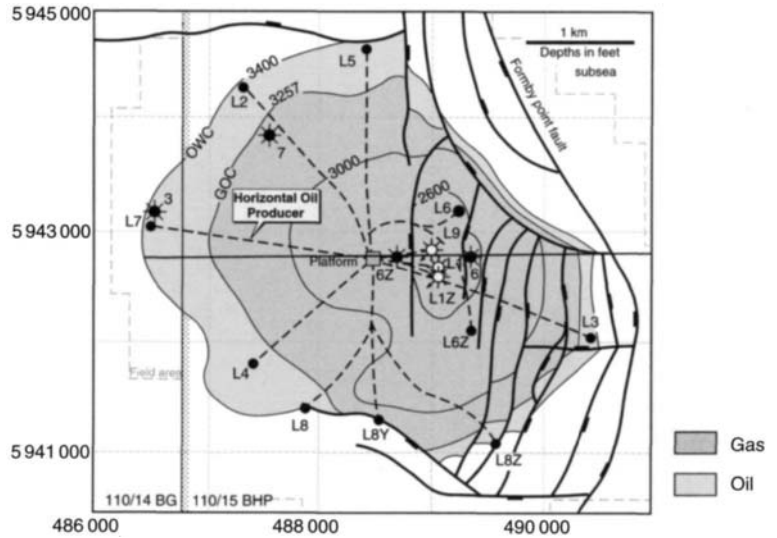 5 945 000
1 km
Depths in feet
subsea
Formby point fault
L5
3400
L2
3257
7
OWC
GOC
3000
2600
3
L7
Horizontal Oil
Producer
L6
L9
5 943 000
Platform
6Z
L4
6
L1Z
L6Z
L3
Field area
L4
L8
L8Y
L8Z
5 941 000
110/14 BG
110/15 BHP
486 000
488 000
490 000
Gas
Oil